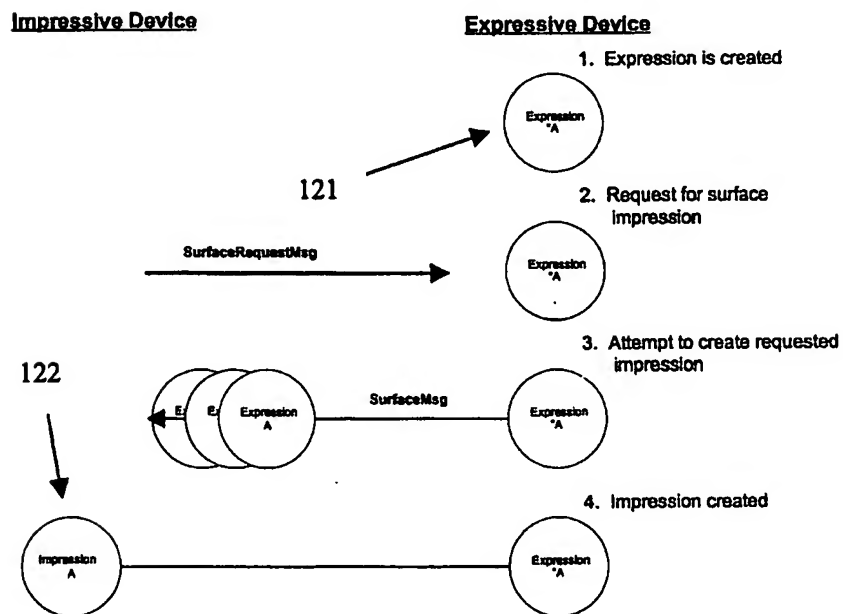 Impressive Device
Expressive Device
1. Expression is created
Expression
*A
121
2. Request for surface
impression
SurfaceRequestMsg
Expression
*A
3. Attempt to create requested
impression
122
E
E
Expression
A
SurfaceMsg
Expression
*A
4. Impression created
Impression
A
Expression
*A